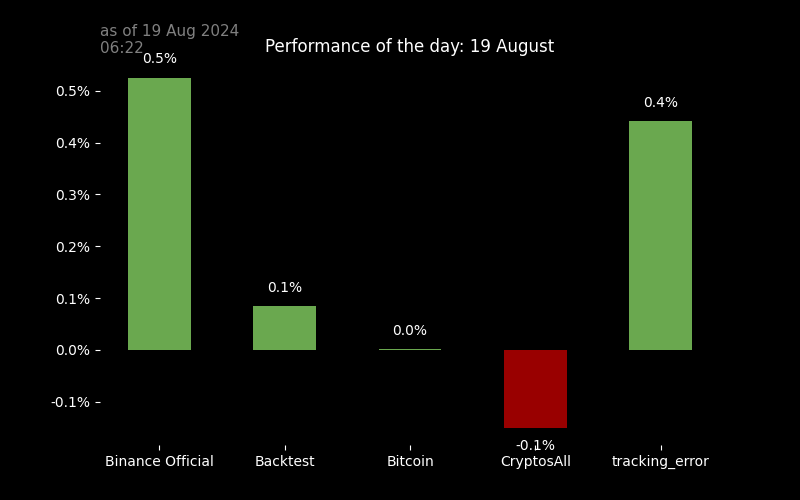 as of 19 Aug 2024
06:22
Performance of the day: 19 August
0.5%
0.1%
0.0%
-0.1%
0.4%
0.5%
0.4%
0.3%
0.2%
0.1%
0.0%
-0.1%
Binance Official
Backtest
Bitcoin
CryptosAll
tracking_error